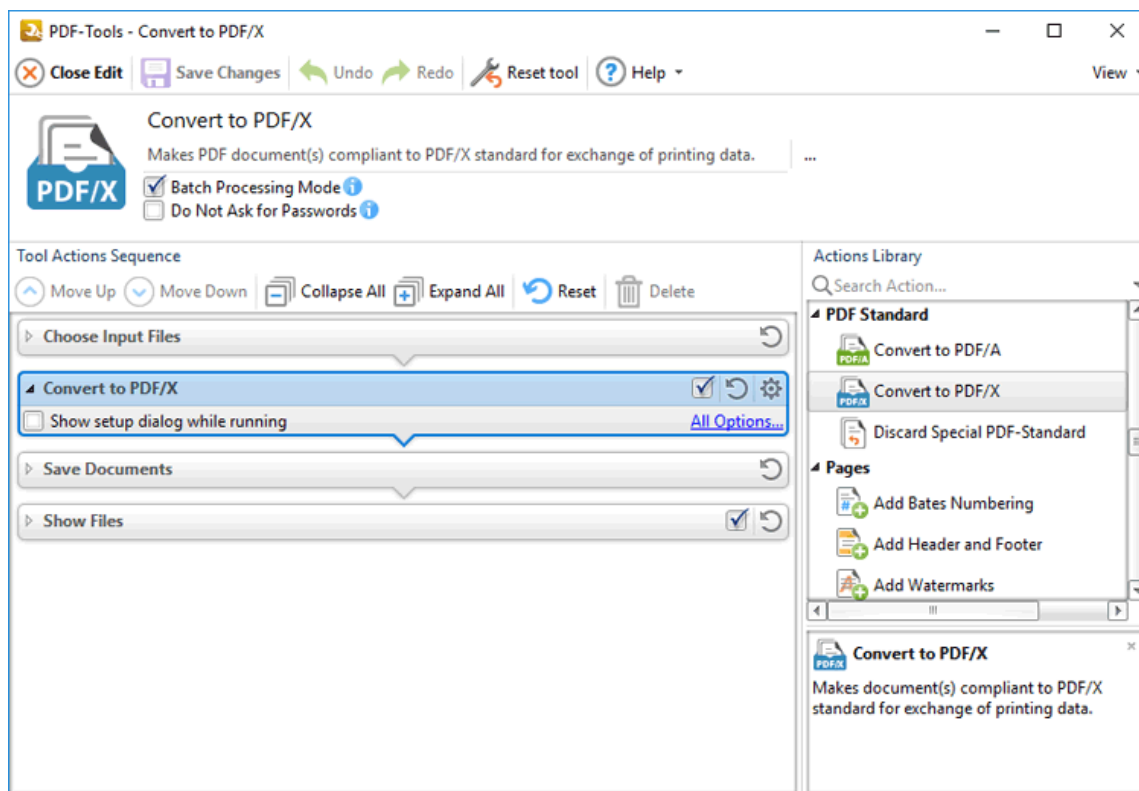 PDF-Tools - Convert to PDF/X
Close Edit Save Changes Undo Redo Reset tool ? Help View
Convert to PDF/X
Makes PDF document(s) compliant to PDF/X standard for exchange of printing data. ...
PDF/X
Batch Processing Mode i
Do Not Ask for Passwords i
Tool Actions Sequence
Move Up Move Down Collapse All Expand All Reset Delete
Choose Input Files
Convert to PDF/X
Show setup dialog while running All Options...
Save Documents
Show Files
Actions Library
Search Action...
PDF Standard
PDF/A Convert to PDF/A
PDF/X Convert to PDF/X
Discard Special PDF-Standard
Pages
# Add Bates Numbering
Add Header and Footer
Add Watermarks
PDF/X Convert to PDF/X
Makes document(s) compliant to PDF/X
standard for exchange of printing data.